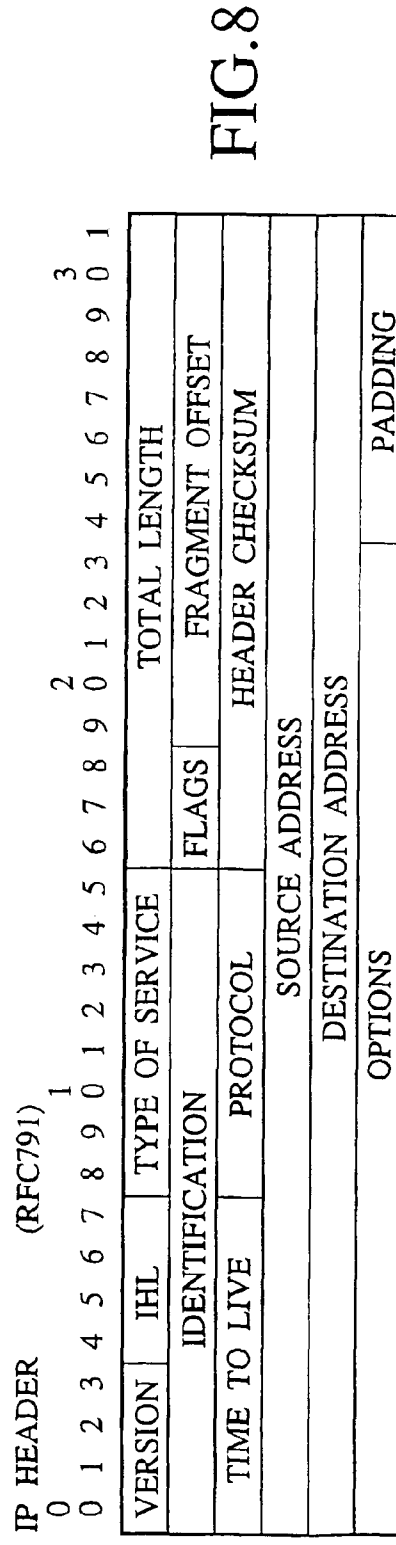 IP HEADER (RFC791)
0 1 2 3
0 1 2 3 4 5 6 7 8 9 0 1 2 3 4 5 6 7 8 9 0 1 2 3 4 5 6 7 8 9 0 1
VERSION IHL TYPE OF SERVICE TOTAL LENGTH
IDENTIFICATION FLAGS FRAGMENT OFFSET
TIME TO LIVE PROTOCOL HEADER CHECKSUM
SOURCE ADDRESS
DESTINATION ADDRESS
OPTIONS PADDING
FIG.8